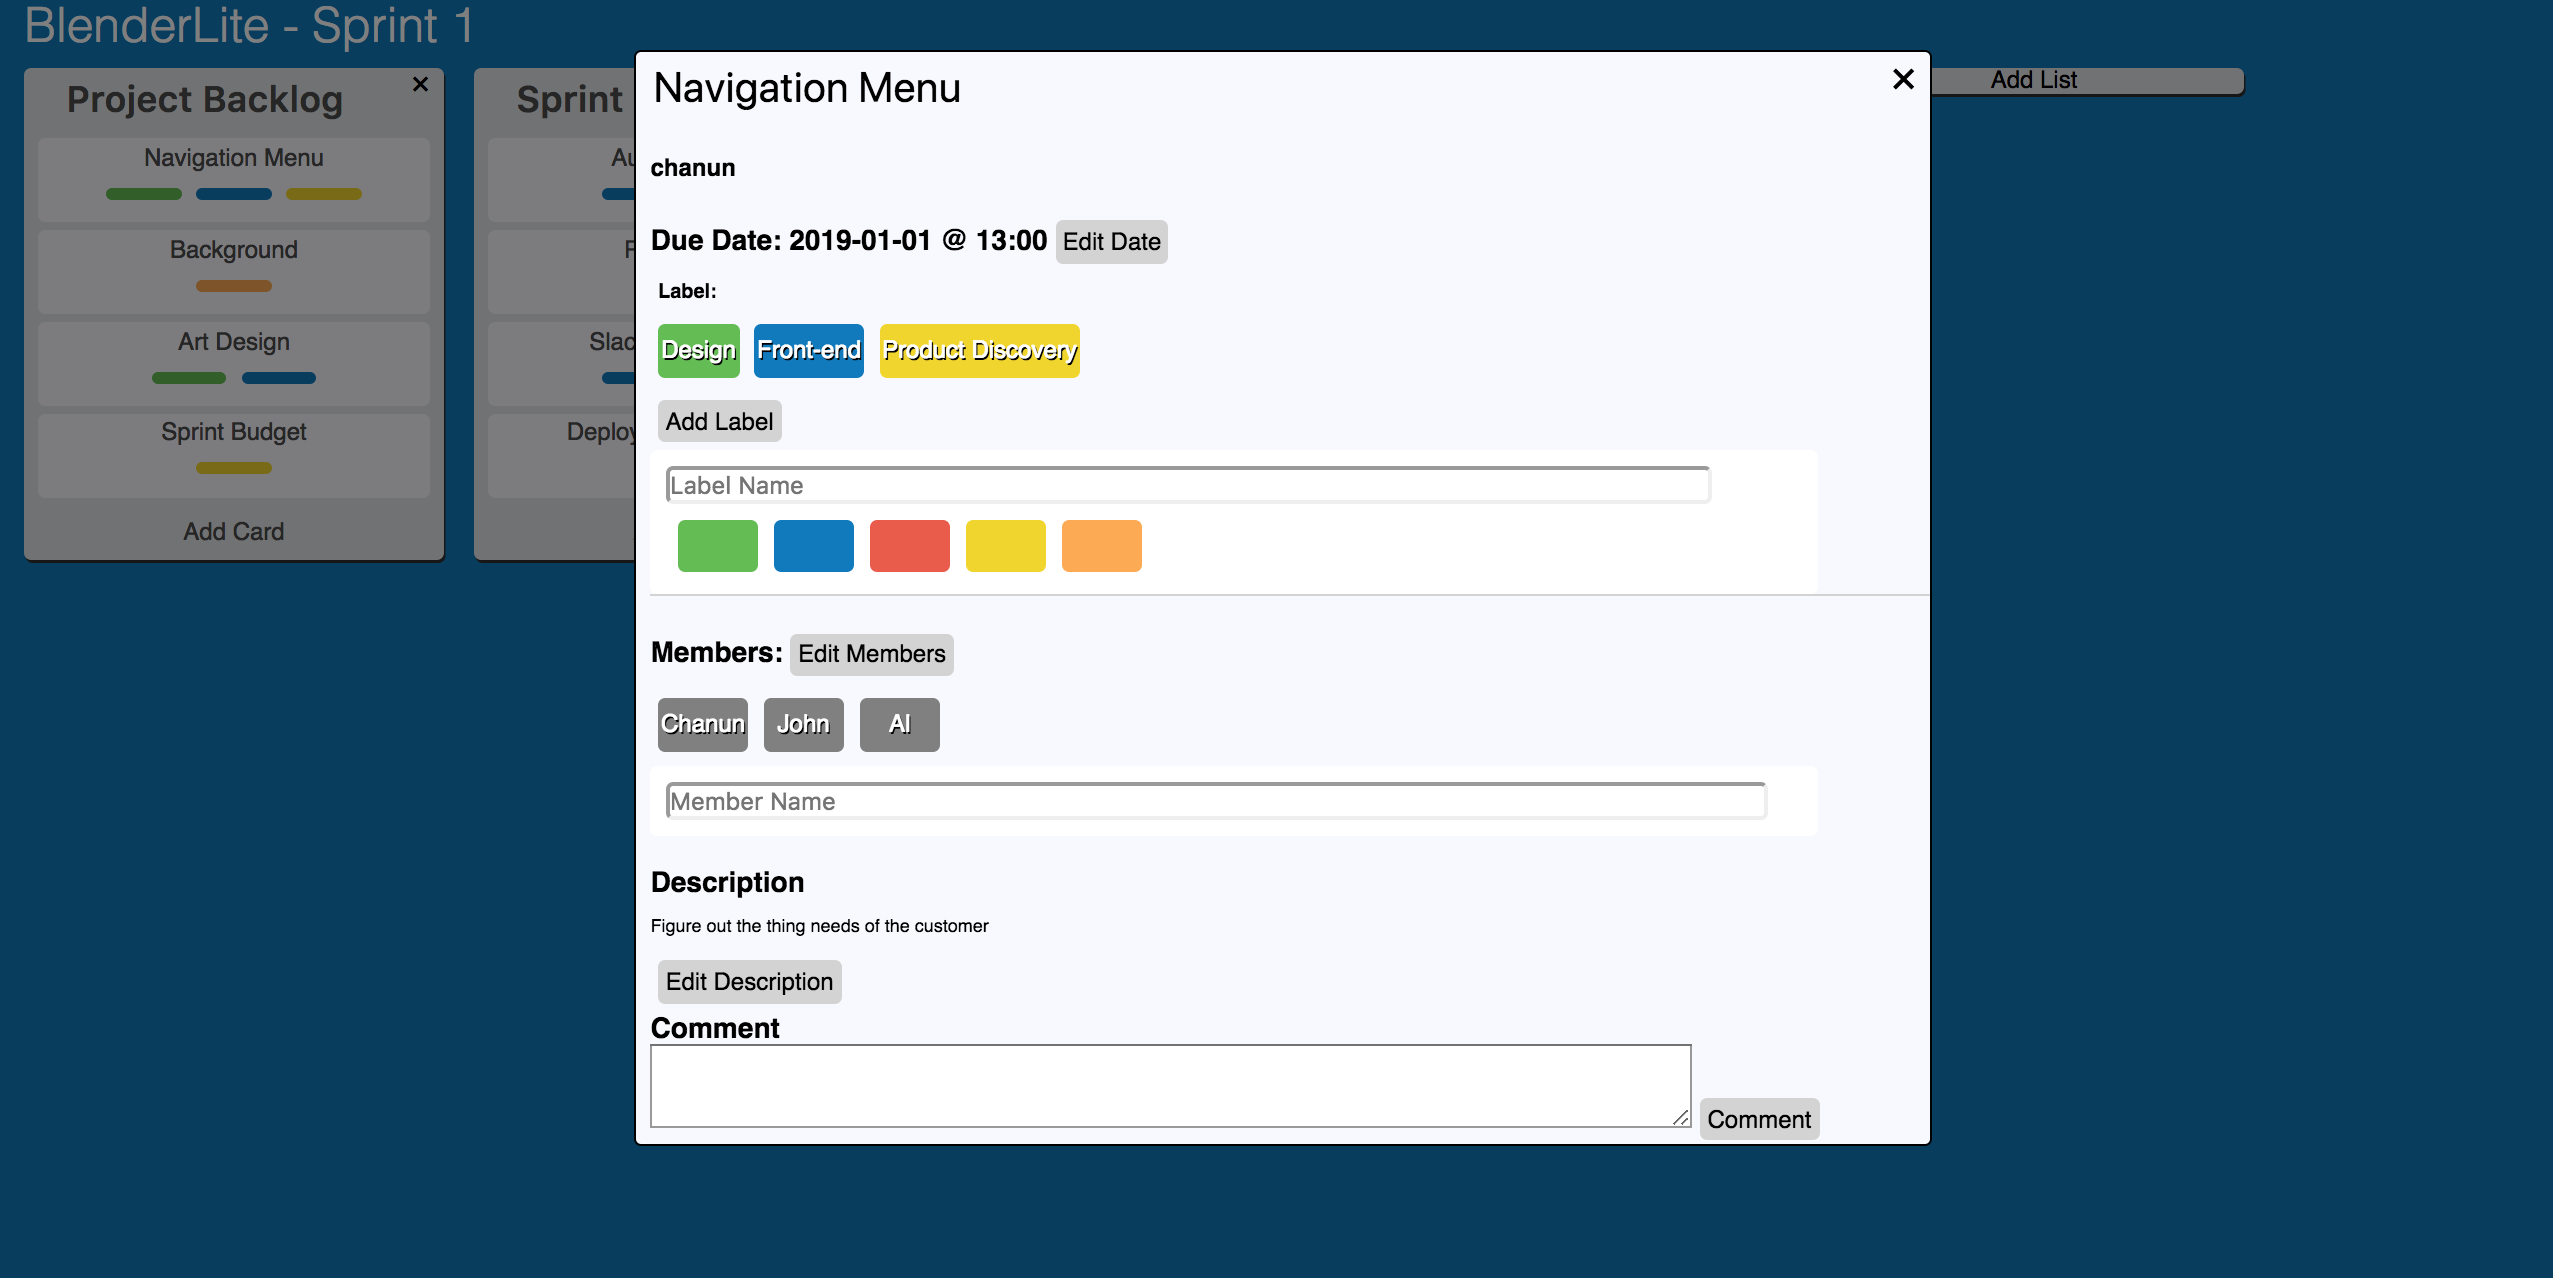 BlenderLite - Sprint 1
Project Backlog
Navigation Menu
Background
Art Design
Sprint Budget
Add Card
Sprint
Add List
Navigation Menu
chanun
Due Date: 2019-01-01 @ 13:00 Edit Date
Label:
Design Front-end Product Discovery
Add Label
Label Name
Members: Edit Members
Chanun John Al
Member Name
Description
Figure out the thing needs of the customer
Edit Description
Comment
Comment